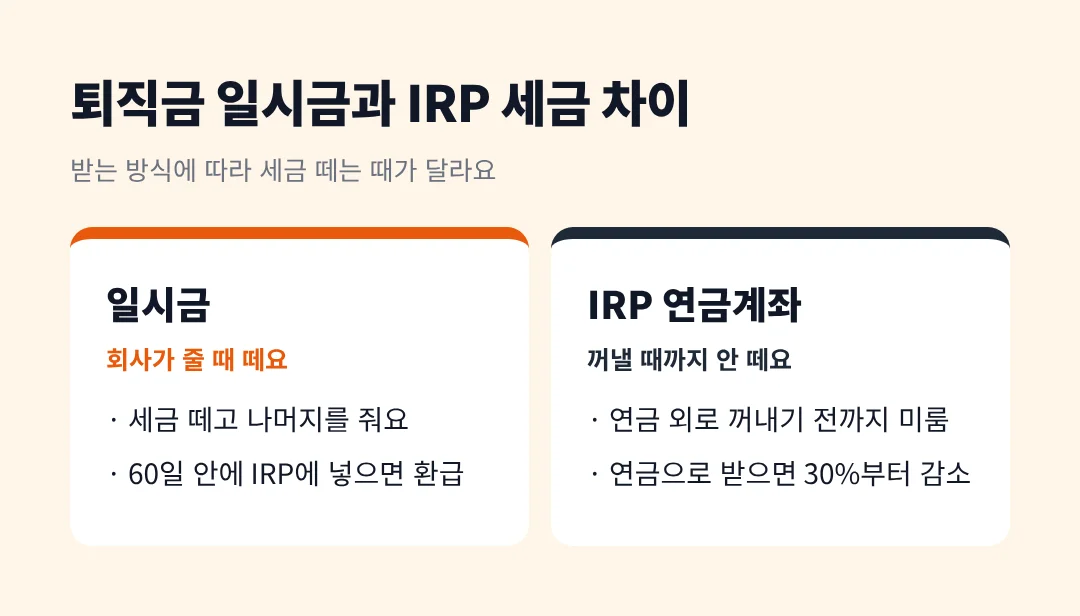 퇴직금 일시금과 IRP 세금 차이
받는 방식에 따라 세금 떼는 때가 달라요
일시금
회사가 줄 때 떼요
· 세금 떼고 나머지를 줘요
· 60일 안에 IRP에 넣으면 환급
IRP 연금계좌
꺼낼 때까지 안 떼요
· 연금 외로 꺼내기 전까지 미룸
· 연금으로 받으면 30%부터 감소